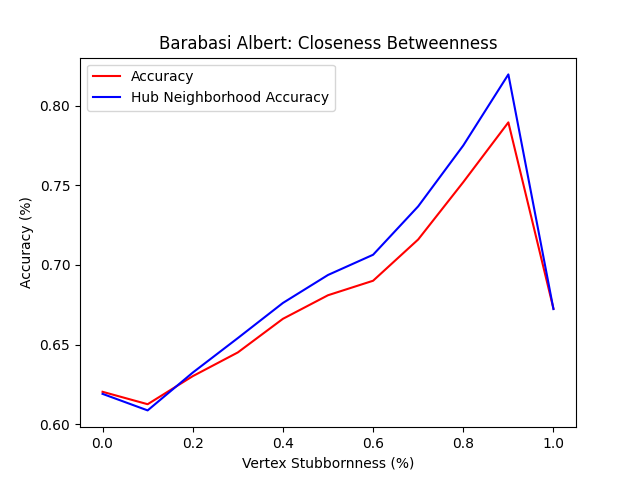 Barabasi Albert: Closeness Betweenness
Accuracy
Hub Neighborhood Accuracy
0.80
0.75
0.70
0.65
0.60
Accuracy (%)
0.0 0.2 0.4 0.6 0.8 1.0
Vertex Stubbornness (%)